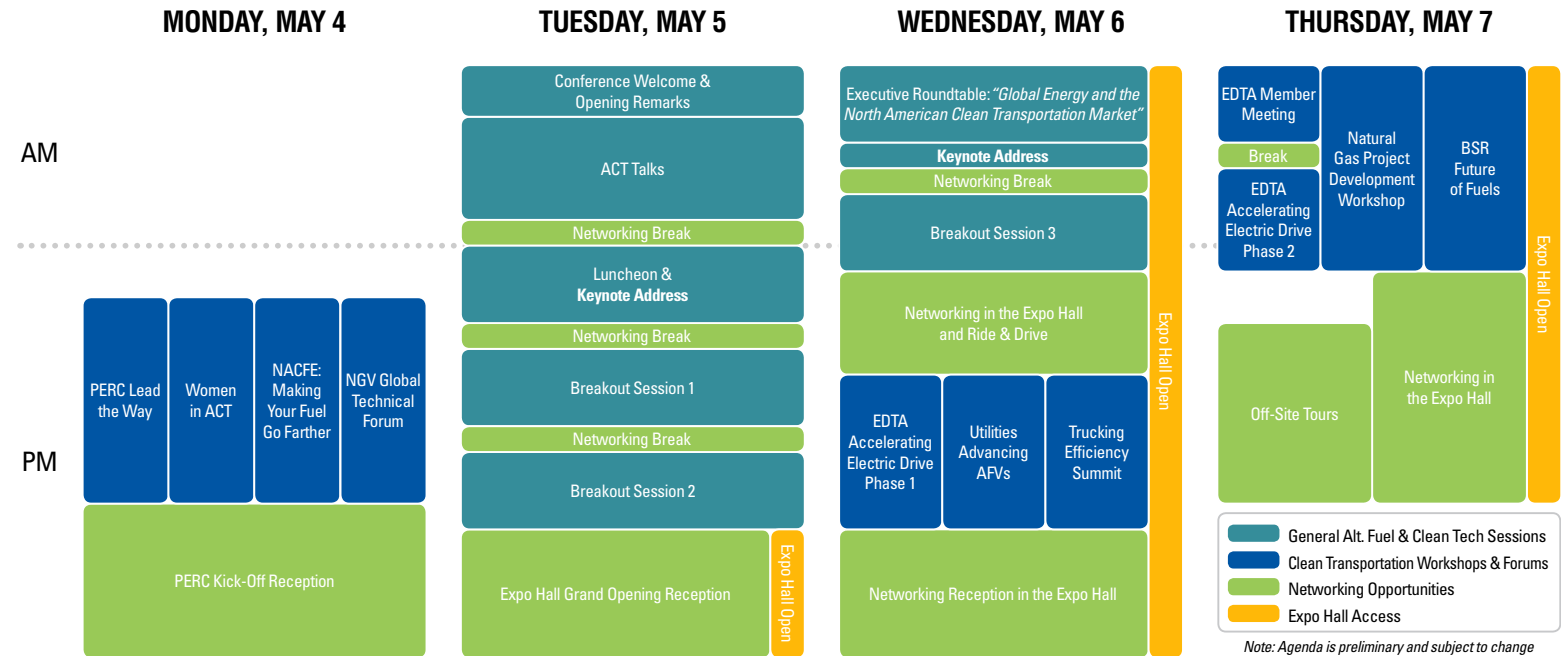 MONDAY, MAY 4
TUESDAY, MAY 5
WEDNESDAY, MAY 6
THURSDAY, MAY 7
AM
PM
PERC Lead
the Way
Women
in ACT
NACFE:
Making
Your Fuel
Go Farther
NGV Global
Technical
Forum
PERC Kick-Off Reception
Conference Welcome &
Opening Remarks
ACT Talks
Networking Break
Luncheon &
Keynote Address
Networking Break
Breakout Session 1
Networking Break
Breakout Session 2
Expo Hall Grand Opening Reception
Expo Hall Open
Executive Roundtable: “Global Energy and the
North American Clean Transportation Market”
Keynote Address
Networking Break
Breakout Session 3
Networking in the Expo Hall
and Ride & Drive
EDTA
Accelerating
Electric Drive
Phase 1
Utilities
Advancing
AFVs
Trucking
Efficiency
Summit
Networking Reception in the Expo Hall
Expo Hall Open
EDTA Member
Meeting
Break
EDTA
Accelerating
Electric Drive
Phase 2
Natural
Gas Project
Development
Workshop
BSR
Future
of Fuels
Off-Site Tours
Networking in
the Expo Hall
Expo Hall Open
General Alt. Fuel & Clean Tech Sessions
Clean Transportation Workshops & Forums
Networking Opportunities
Expo Hall Access
Note: Agenda is preliminary and subject to change